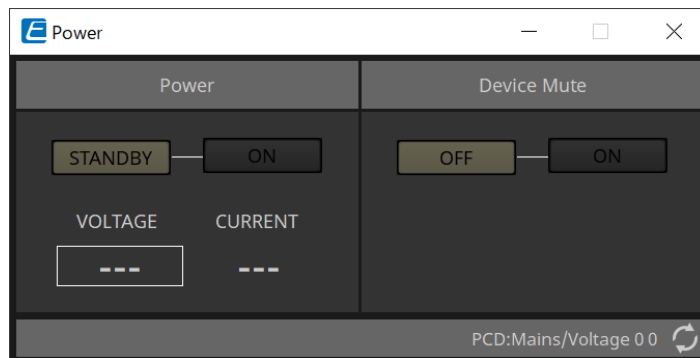 Power
Power
Device Mute
STANDBY ON
OFF ON
VOLTAGE CURRENT
--- ---
PCD:Mains/Voltage 0 0